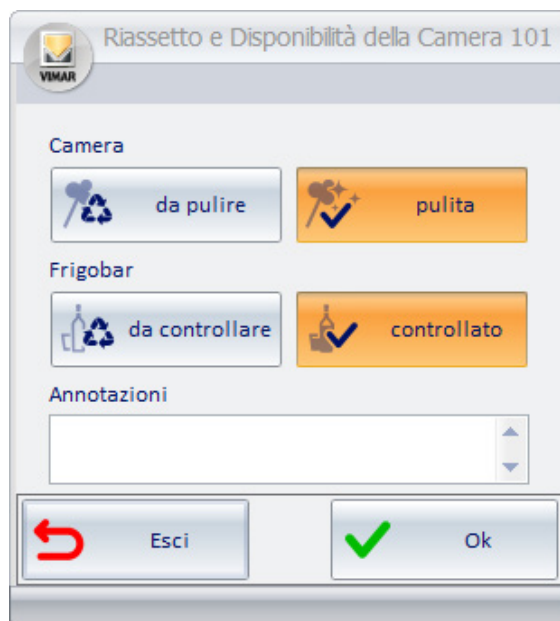 Riassetto e Disponibilità della Camera 101
VIMAR
Camera
da pulire
pulita
Frigobar
da controllare
controllato
Annotazioni
Esci
Ok